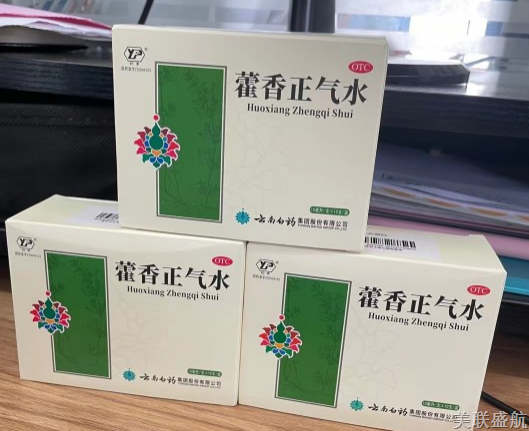 YP
OTC
藿香正气水
Huoxiang Zhengqi Shui
云南白药
集团股份有限公司
YP
OTC
藿香正气水
Huoxiang Zhengqi Shui
云南白药
集团股份有限公司
YP
OTC
藿香正气水
Huoxiang Zhengqi Shui
云南白药
集团股份有限公司
美联盛航